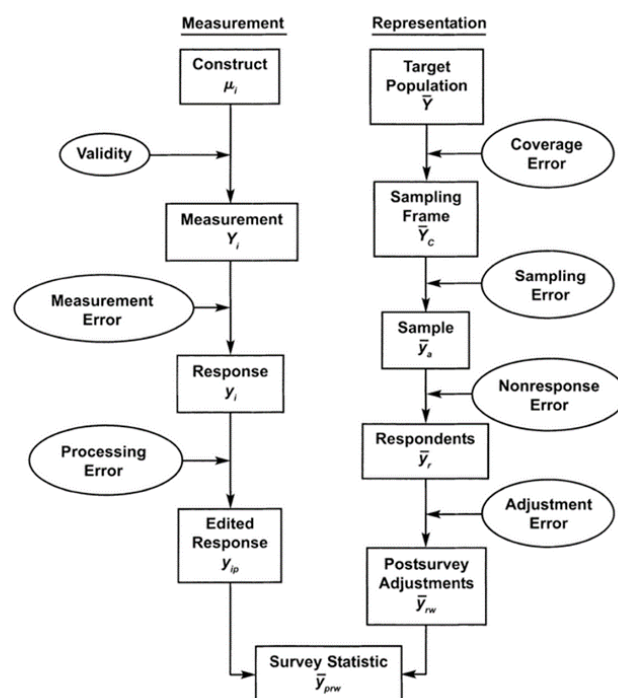 Measurement
Construct
μi
Validity
Measurement
Yi
Measurement
Error
Response
yi
Processing
Error
Edited
Response
yip
Representation
Target
Population
Ȳ
Coverage
Error
Sampling
Frame
ȲC
Sampling
Error
Sample
ȳa
Nonresponse
Error
Respondents
ȳr
Adjustment
Error
Postsurvey
Adjustments
ȳrw
Survey Statistic
ȳprw